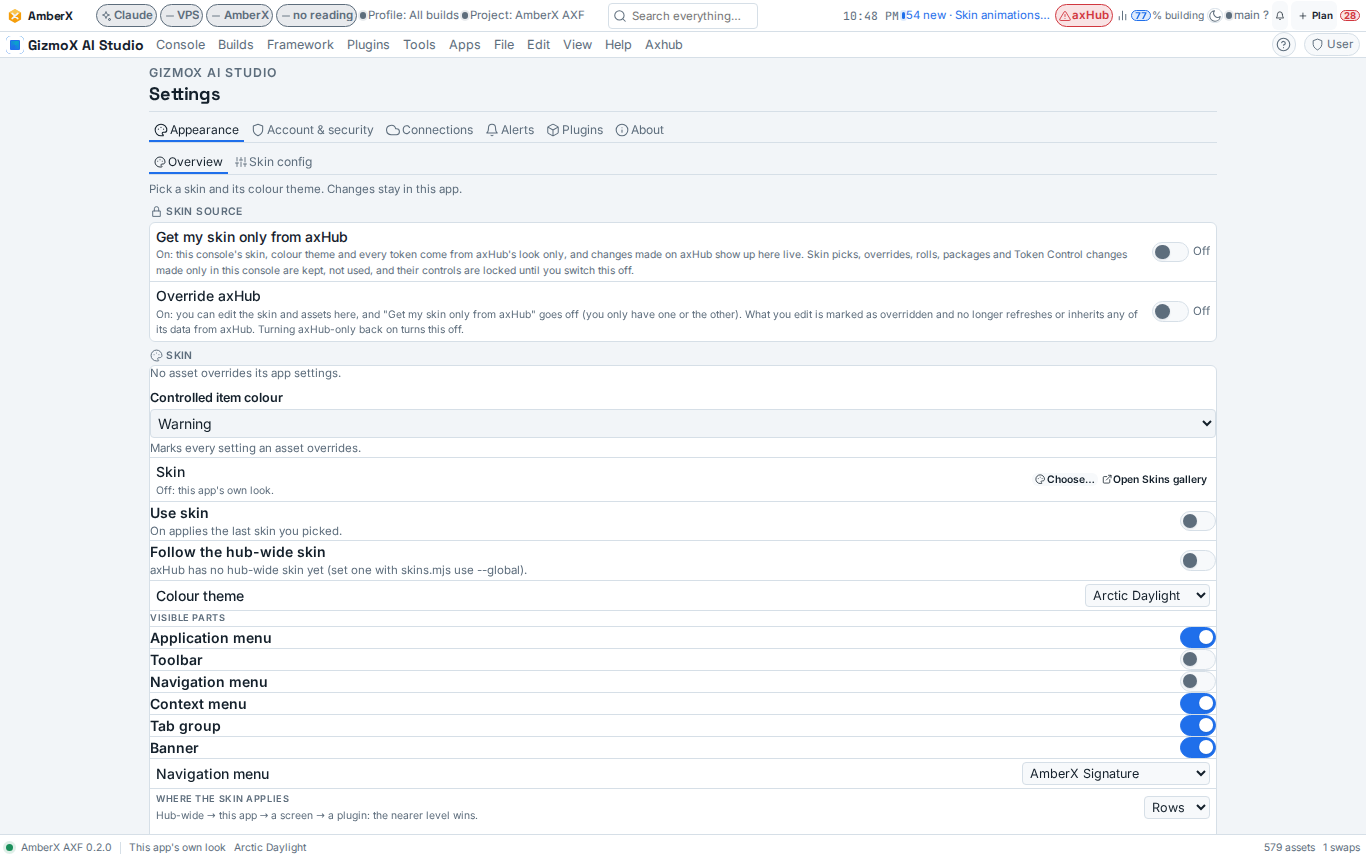 AmberX Claude VPS AmberX no reading Profile: All builds Project: AmberX AXF Search everything... 10:48 PM 54 new · Skin animations... axHub 77 % building main ? + Plan 28
GizmoX AI Studio Console Builds Framework Plugins Tools Apps File Edit View Help Axhub User
GIZMOX AI STUDIO
Settings
Appearance Account & security Connections Alerts Plugins About
Overview Skin config
Pick a skin and its colour theme. Changes stay in this app.
SKIN SOURCE
Get my skin only from axHub
On: this console's skin, colour theme and every token come from axHub's look only, and changes made on axHub show up here live. Skin picks, overrides, rolls, packages and Token Control changes
made only in this console are kept, not used, and their controls are locked until you switch this off.
Off
Override axHub
On: you can edit the skin and assets here, and "Get my skin only from axHub" goes off (you only have one or the other). What you edit is marked as overridden and no longer refreshes or inherits any of
its data from axHub. Turning axHub-only back on turns this off.
Off
SKIN
No asset overrides its app settings.
Controlled item colour
Warning
Marks every setting an asset overrides.
Skin
Off: this app's own look.
Choose... Open Skins gallery
Use skin
On applies the last skin you picked.
Follow the hub-wide skin
axHub has no hub-wide skin yet (set one with skins.mjs use --global).
Colour theme Arctic Daylight
VISIBLE PARTS
Application menu
Toolbar
Navigation menu
Context menu
Tab group
Banner
Navigation menu AmberX Signature
WHERE THE SKIN APPLIES
Hub-wide → this app → a screen → a plugin: the nearer level wins.
Rows
AmberX AXF 0.2.0 This app's own look Arctic Daylight 579 assets 1 swaps